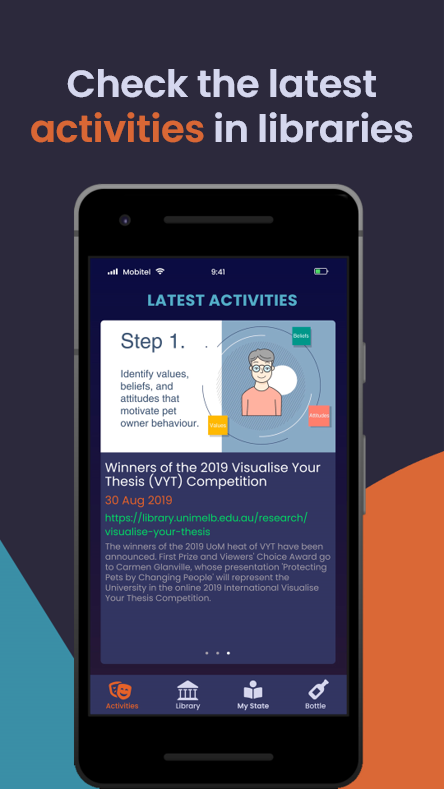 Check the latest
activities in libraries
Mobitel
9:41
LATEST ACTIVITIES
Step 1.
Identify values,
beliefs, and
attitudes that
motivate pet
owner behaviour.
Beliefs
Values
Attitudes
Winners of the 2019 Visualise Your
Thesis (VYT) Competition
30 Aug 2019
https://library.unimelb.edu.au/research/
visualise-your-thesis
The winners of the 2019 UoM heat of VYT have been
announced. First Prize and Viewers' Choice Award go
to Carmen Glanville, whose presentation 'Protecting
Pets by Changing People' will represent the
University in the online 2019 International Visualise
Your Thesis Competition.
Activities
Library
My State
Bottle